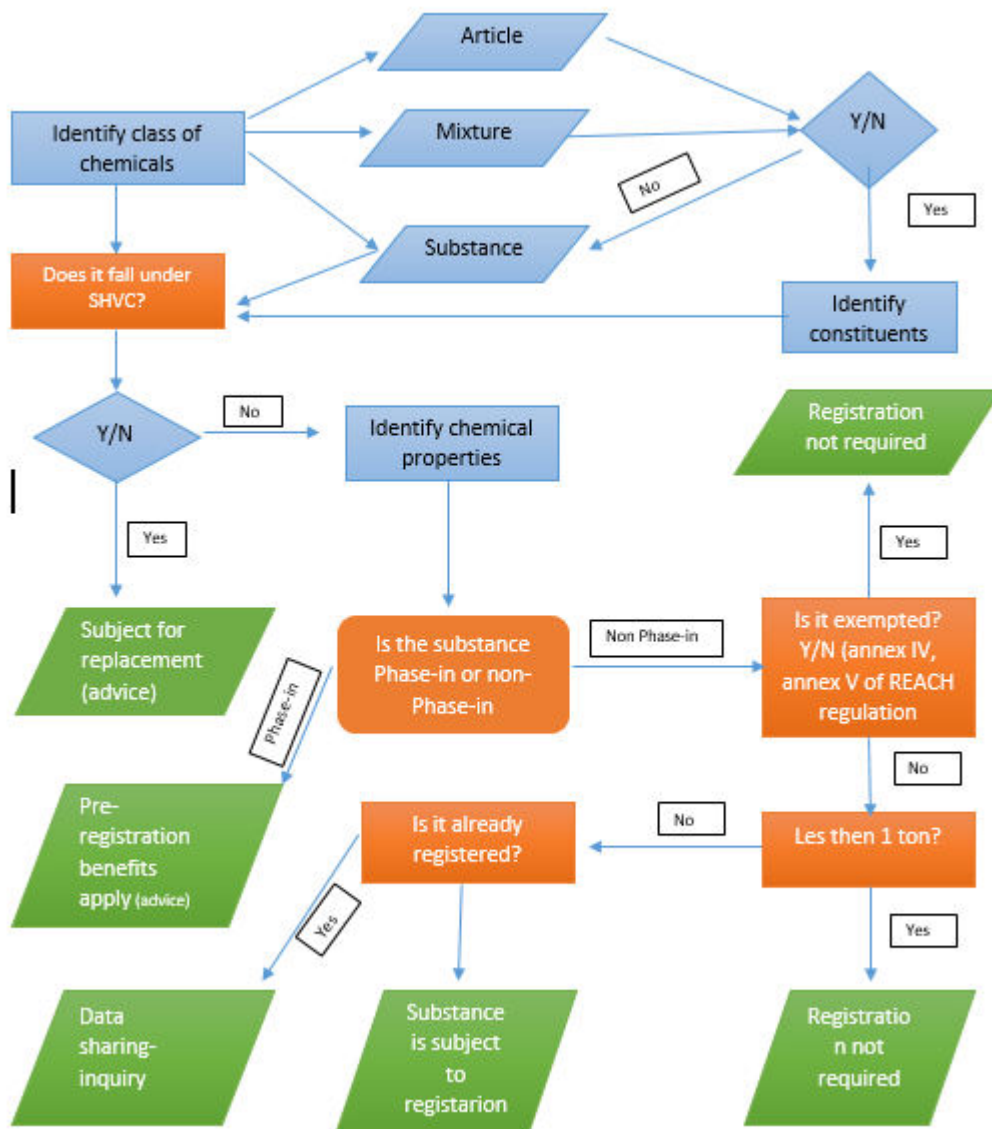 Article
Identify class of
chemicals
Mixture
Y/N
No
Yes
Substance
Does it fall under
SHVC?
Identify
constituents
Y/N
No
Identify chemical
properties
Registration
not required
Yes
Yes
Subject for
replacement
(advice)
Is the substance
Phase-in or non-
Phase-in
Non Phase-in
Is it exempted?
Y/N (annex IV,
annex V of REACH
regulation
Phase-in
No
Pre-
registration
benefits
apply (advice)
Is it already
registered?
No
Les then 1 ton?
Yes
Yes
Data
sharing-
inquiry
Substance
is subject
to
registarion
Registratio
n not
required